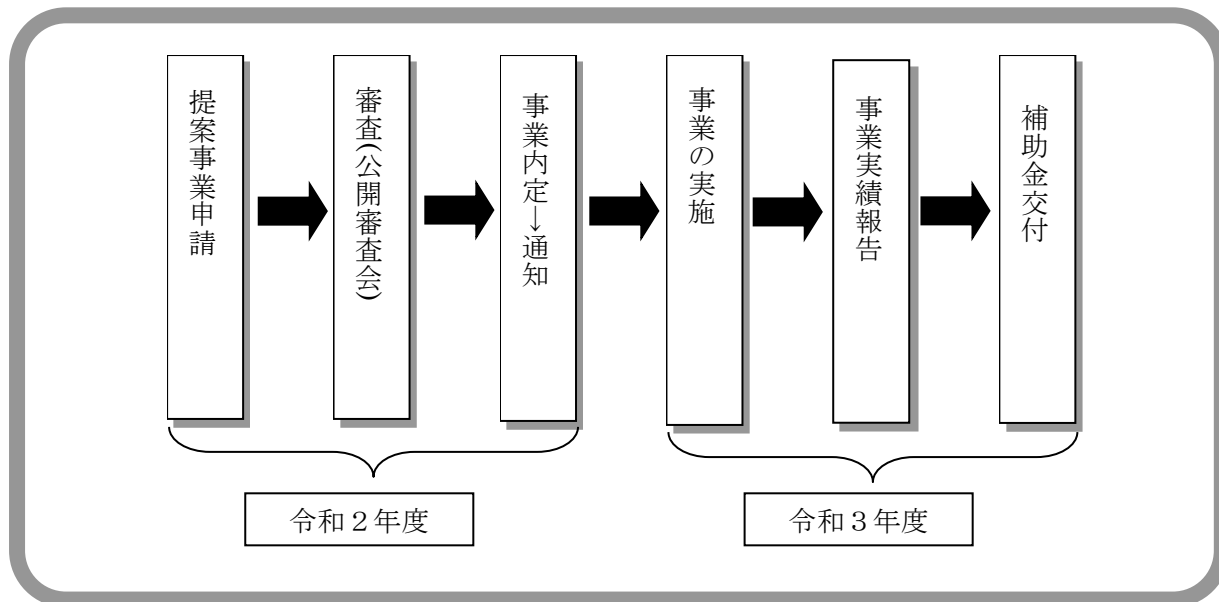 提案事業申請
審査(公開審査会)
事業内定→通知
事業の実施
事業実績報告
補助金交付
令和２年度
令和３年度